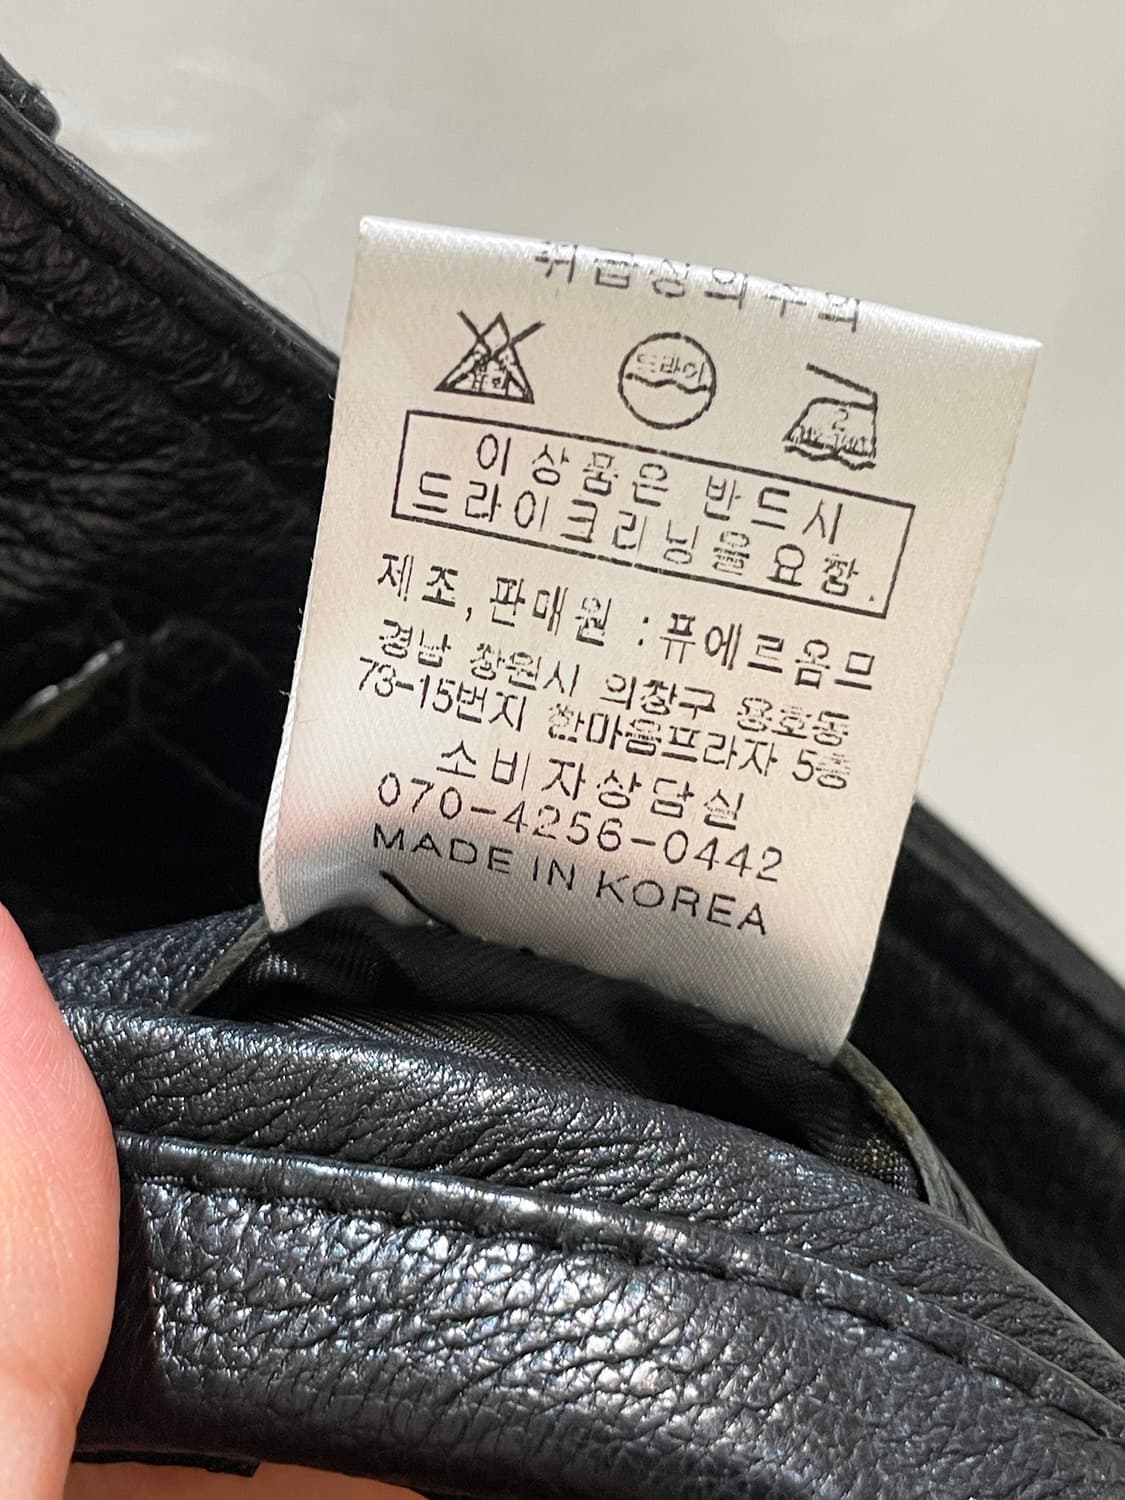 취급상의주의
드라이
이 상품은 반드시
드라이크리닝을 요함.
제조, 판매원 : 퓨에르옴므
경남 창원시 의창구 용호동
73-15번지 한마음프라자 5층
소비자상담실
070-4256-0442
MADE IN KOREA